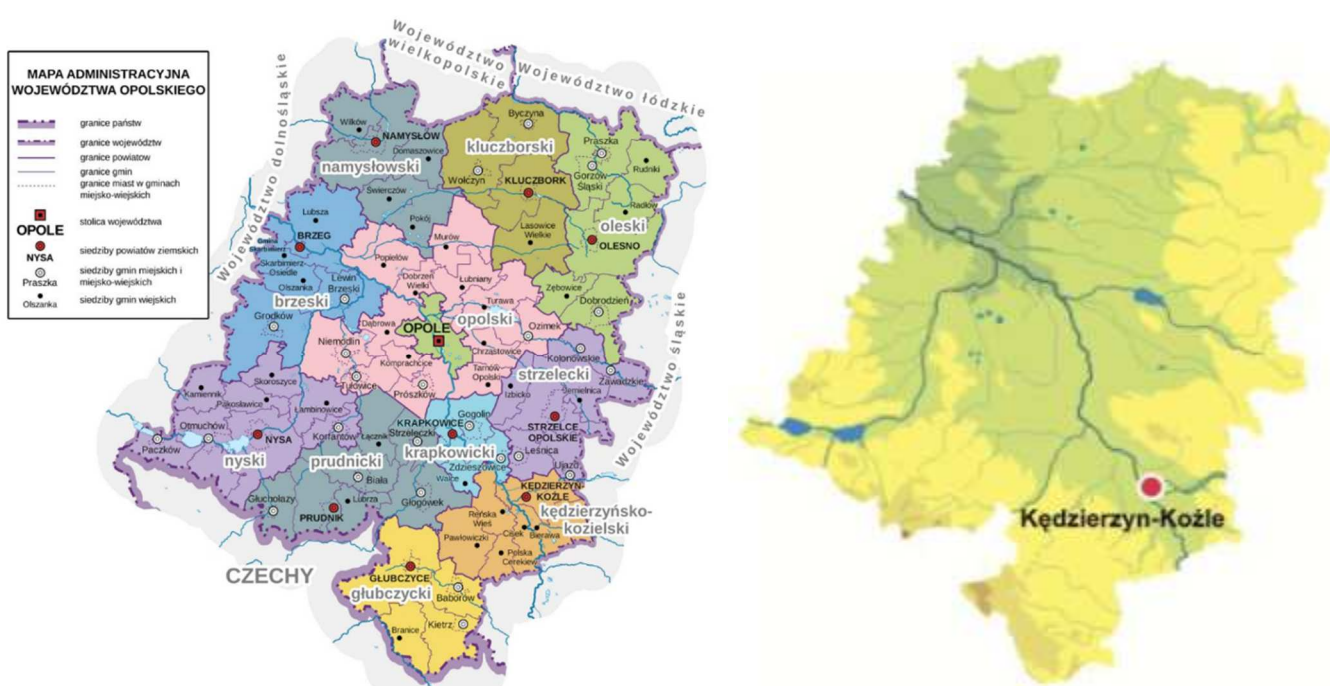 MAPA ADMINISTRACYJNA
WOJEWÓDZTWA OPOLSKIEGO
granice państw
granice województw
granice powiatow
granice gmin
granice miast w gminach
miejsko-wiejskich
OPOLE
stolica województwa
NYSA
siedziby powiatów ziemskich
Praszka
siedziby gmin miejskich i
miejsko-wiejskich
Olszanka
siedziby gmin wiejskich
Województwo
wielkopolskie
Województwo łódzkie
Województwo dolnośląskie
Województwo śląskie
CZECHY
Wilków
NAMYSŁÓW
Domaszowice
namysłowski
Świerczów
Pokój
Byczyna
kluczborski
Wołczyn
KLUCZBORK
Lasowice
Wielkie
Praszka
Rudniki
Gorzów
Śląski
Radłów
oleski
OLESNO
Zębowice
Dobrodzień
Lubsza
BRZEG
Gmina
Skarbimierz
Skarbimierz-
Osiedle
Olszanka
Lewin
Brzeski
brzeski
Grodków
Murów
Popielów
Dobrzeń
Wielki
Łubniany
Turawa
opolski
OPOLE
Dąbrowa
Ozimek
Niemodlin
Komprachcice
Chrząstowice
Tułowice
Prószków
Tarnów
Opolski
Kolonowskie
strzelecki
Zawadzkie
Izbicko
Jemielnica
STRZELCE
OPOLSKIE
Leśnica
Ujazd
Kamiennik
Skoroszyce
Pakosławice
Łambinowice
Otmuchów
NYSA
Korfantów
Paczków
nyski
Głuchołazy
Łącznik
prudnicki
Biała
Lubrza
PRUDNIK
Głogówek
KRAPKOWICE
Gogolin
Strzeleczki
krapkowicki
Zdzieszowice
Walce
KĘDZIERZYN
KOŹLE
kędzierzyńsko-
kozielski
Reńska
Wieś
Pawłowiczki
Cisek
Bierawa
Polska
Cerekiew
GŁUBCZYCE
głubczycki
Baborów
Kietrz
Branice
Kędzierzyn-Koźle